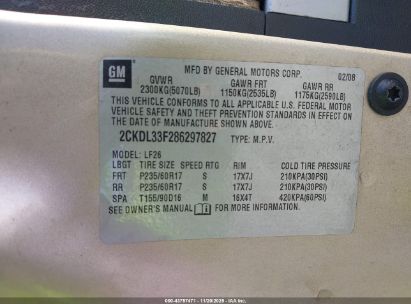 GM
MFD BY GENERAL MOTORS CORP. 02/08
GVWR GAWR FRT GAWR RR
2300KG(5070LB) 1150KG(2535LB) 1175KG(2590LB)
THIS VEHICLE CONFORMS TO ALL APPLICABLE U.S. FEDERAL MOTOR
VEHICLE SAFETY AND THEFT PREVENTION STANDARDS IN EFFECT ON
THE DATE OF MANUFACTURE SHOWN ABOVE.
2CKDL33F286297827 TYPE: M.P.V.
MODEL: LF26
LBGT TIRE SIZE SPEED RTG RIM COLD TIRE PRESSURE
FRT P235/60R17 S 17X7J 210KPA(30PSI)
RR P235/60R17 S 17X7J 210KPA(30PSI)
SPA T155/90D16 M 16X4T 420KPA(60PSI)
SEE OWNER'S MANUAL FOR MORE INFORMATION.